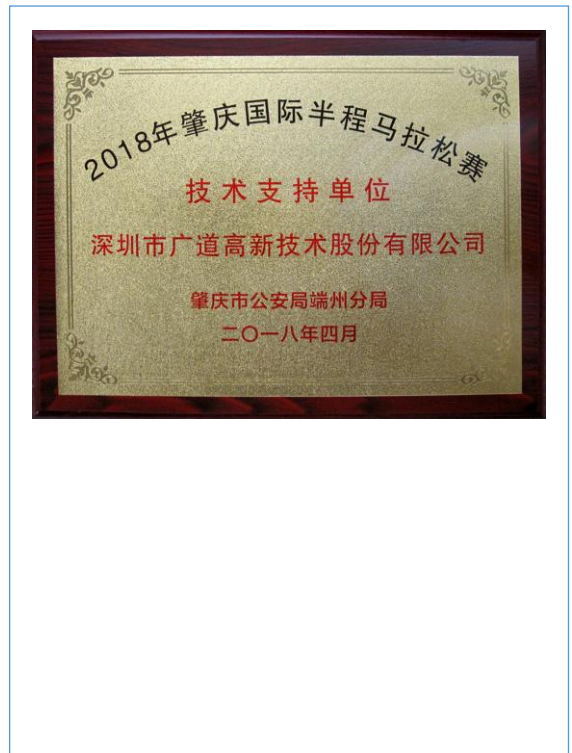 2018年肇庆国际半程马拉松赛
技术支持单位
深圳市广道高新技术股份有限公司
肇庆市公安局端州分局
二〇一八年四月